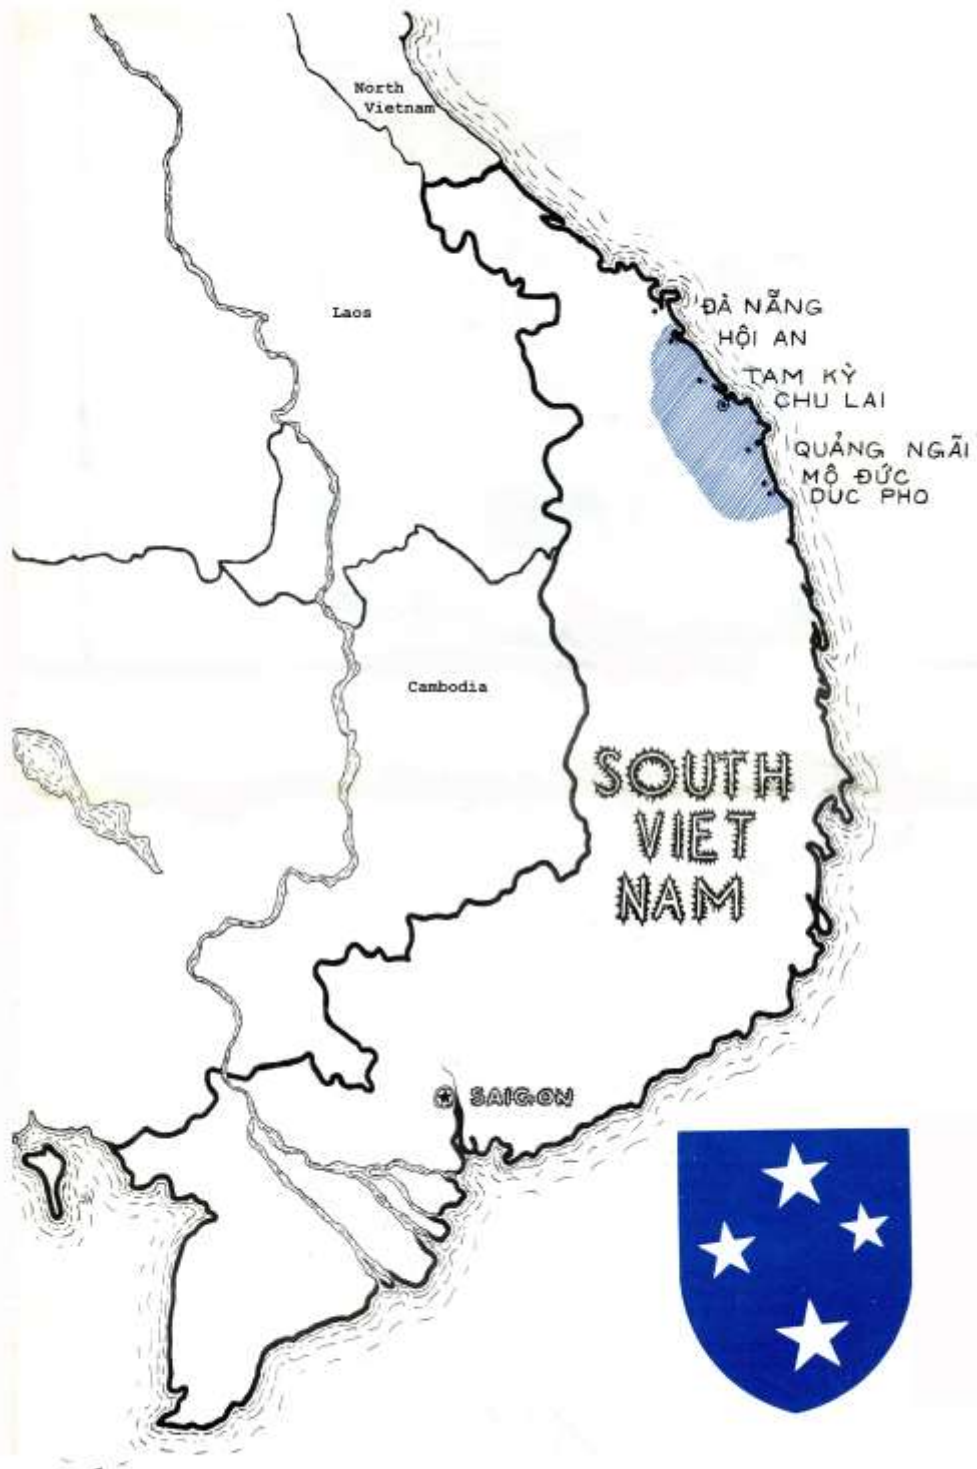 North
Vietnam
Laos
ĐÀ NẴNG
HỘI AN
TAM KỲ
CHU LAI
QUẢNG NGÃI
MÔ ĐỨC
DUC PHO
Cambodia
SOUTH
VIET
NAM
SAIGON